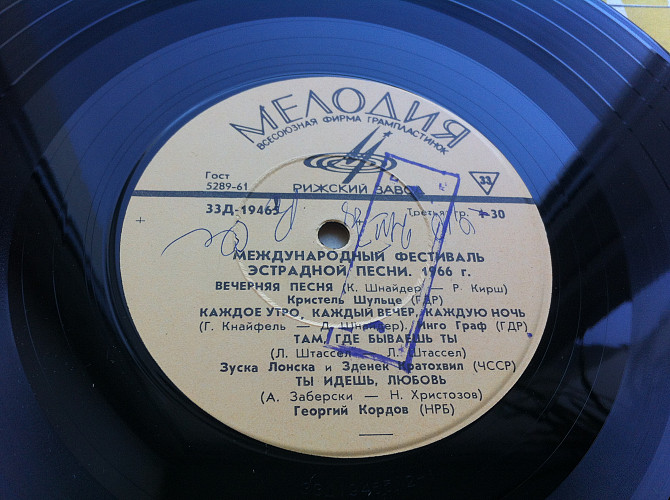 МЕЛОДИЯ
ВСЕСОЮЗНАЯ ФИРМА ГРАМПЛАСТИНОК
Гост
5289-61
33
РИЖСКИЙ ЗАВОД
33Д-19465
Третья гр. 1-30
МЕЖДУНАРОДНЫЙ ФЕСТИВАЛЬ
ЭСТРАДНОЙ ПЕСНИ. 1966 г.
ВЕЧЕРНЯЯ ПЕСНЯ (К. Шнайдер — Р. Кирш)
Кристель Шульце (ГДР)
КАЖДОЕ УТРО, КАЖДЫЙ ВЕЧЕР, КАЖДУЮ НОЧЬ
(Г. Кнайфель — Д. Шнайдер), Инго Граф (ГДР)
ТАМ, ГДЕ БЫВАЕШЬ ТЫ
(Л. Штассел — Л. Штассел)
Зуска Лонска и Зденек Кратохвил (ЧССР)
ТЫ ИДЕШЬ, ЛЮБОВЬ
(А. Заберски — Н. Христозов)
Георгий Кордов (НРБ)